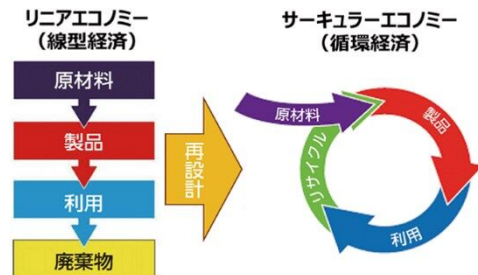 リニアエコノミー
（線型経済）
原材料
製品
利用
廃棄物
再設計
サーキュラーエコノミー
（循環経済）
原材料
製品
利用
リサイクル